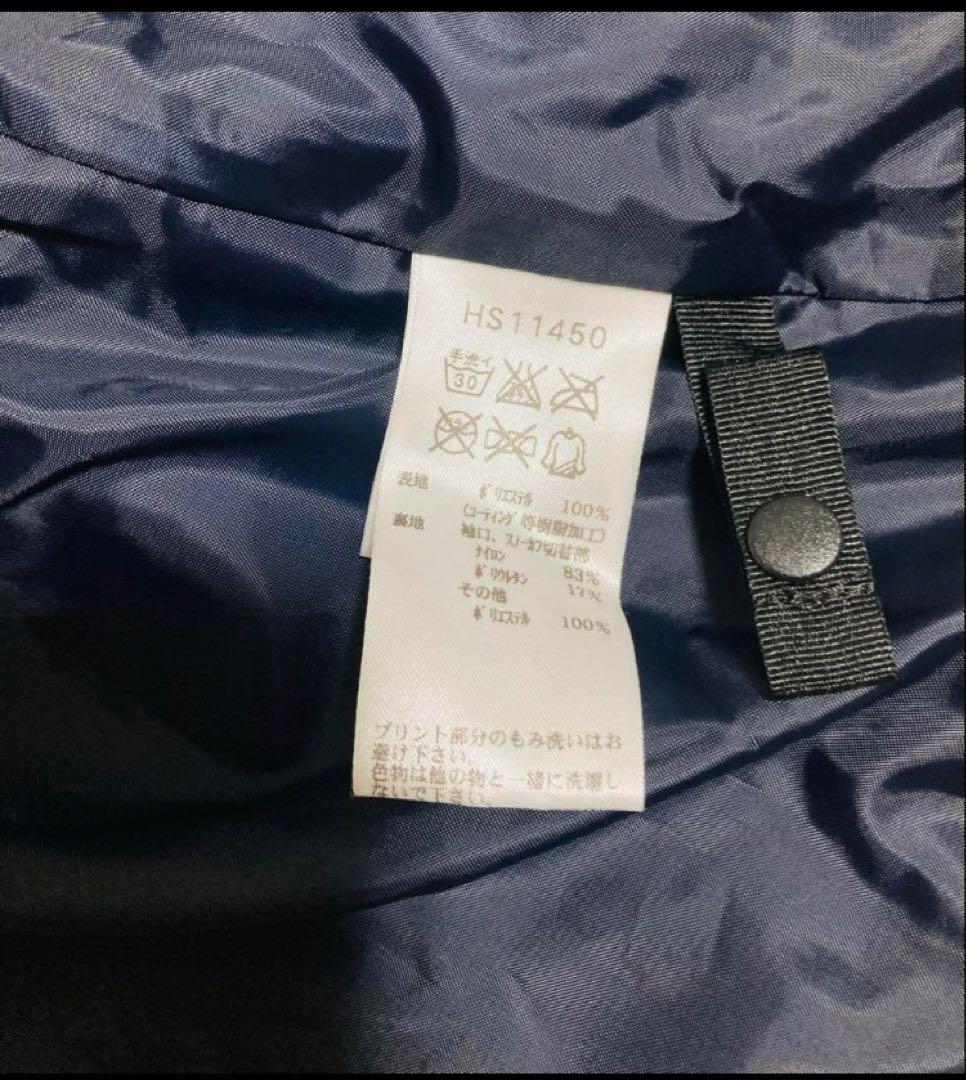 HS11450
手洗イ
30
表地 ポリエステル 100%
(コーティング等樹脂加工)
裏地 袖口、スノーカフ切替部
ナイロン 83%
ポリウレタン 17%
その他
ポリエステル 100%
プリント部分のもみ洗いはお
避け下さい。
色物は他の物と一緒に洗濯し
ないで下さい。